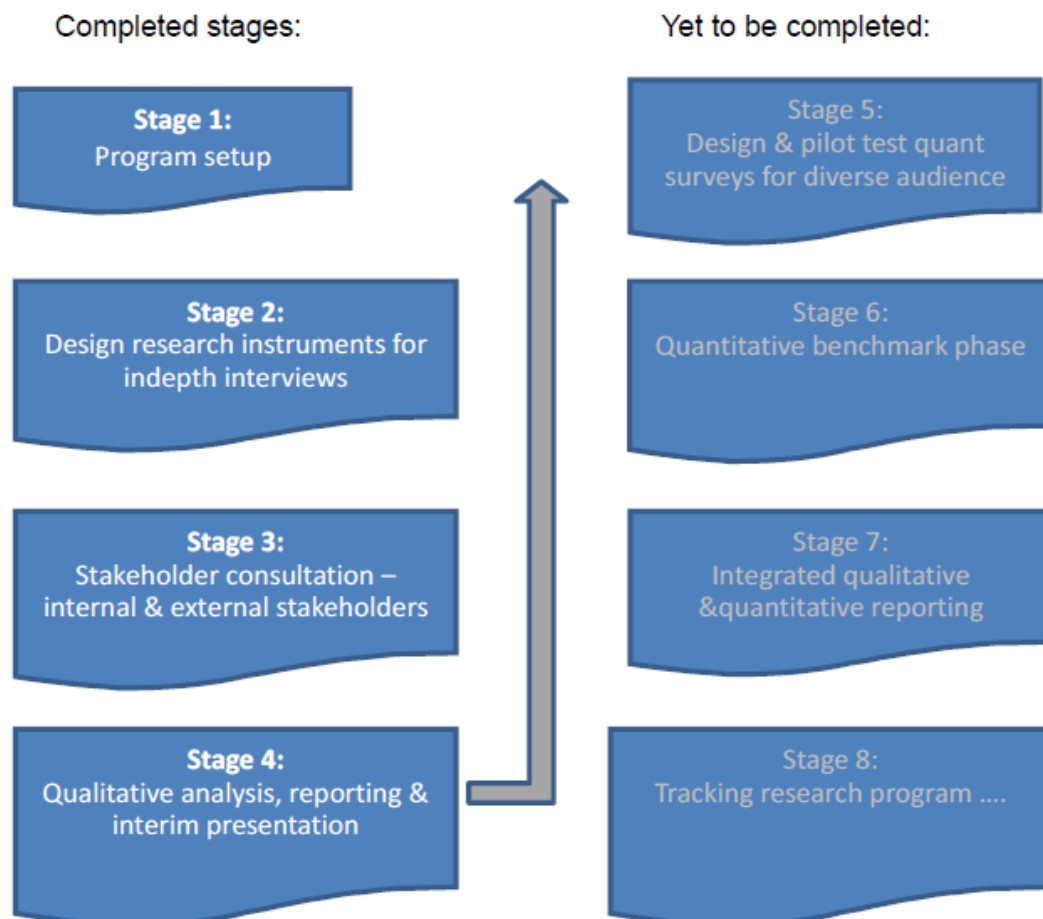 Completed stages:
Stage 1:
Program setup
Stage 2:
Design research instruments for
indepth interviews
Stage 3:
Stakeholder consultation –
internal & external stakeholders
Stage 4:
Qualitative analysis, reporting &
interim presentation
Yet to be completed:
Stage 5:
Design & pilot test quant
surveys for diverse audience
Stage 6:
Quantitative benchmark phase
Stage 7:
Integrated qualitative
&quantitative reporting
Stage 8:
Tracking research program ....